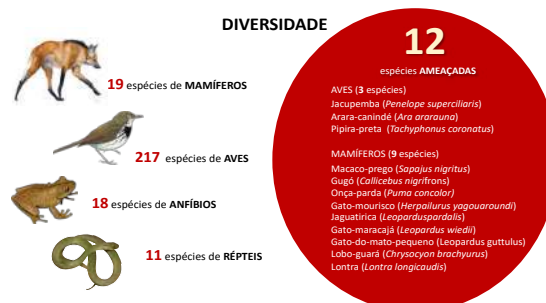 DIVERSIDADE
19 espécies de MAMÍFEROS
217 espécies de AVES
18 espécies de ANFÍBIOS
11 espécies de RÉPTEIS
12
espécies AMEAÇADAS
AVES (3 espécies)
Jacupemba (Penelope superciliaris)
Arara-canindé (Ara ararauna)
Pipira-preta (Tachyphonus coronatus)
MAMÍFEROS (9 espécies)
Macaco-prego (Sapajus nigritus)
Gugó (Callicebus nigrifrons)
Onça-parda (Puma concolor)
Gato-mourisco (Herpailurus yagouaroundi)
Jaguatirica (Leoparduspardalis)
Gato-maracajá (Leopardus wiedii)
Gato-do-mato-pequeno (Leopardus guttulus)
Lobo-guará (Chrysocyon brachyurus)
Lontra (Lontra longicaudis)